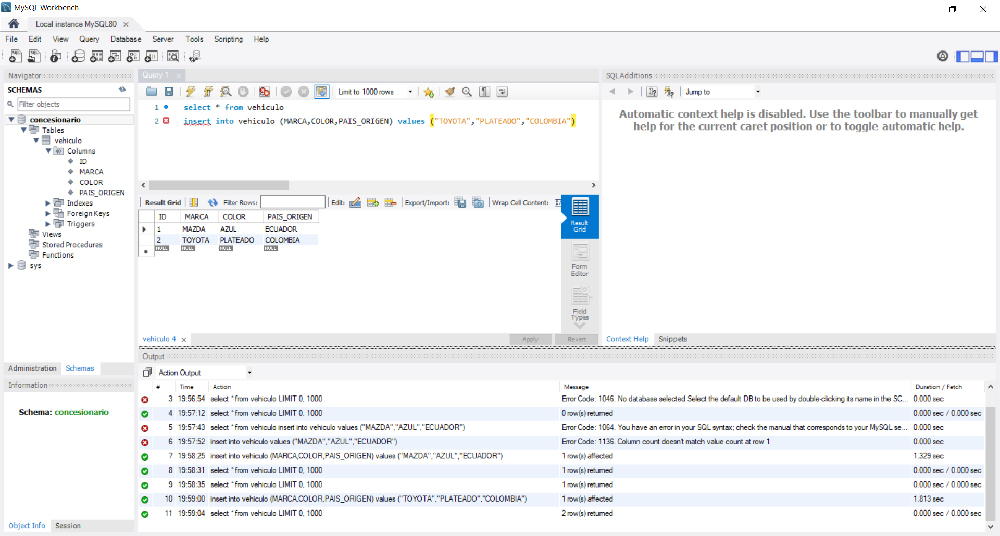 MySQL Workbench
Local instance MySQL80
File Edit View Query Database Server Tools Scripting Help
Navigator
SCHEMAS
Filter objects
concesionario
Tables
vehiculo
Columns
ID
MARCA
COLOR
PAIS_ORIGEN
Indexes
Foreign Keys
Triggers
Views
Stored Procedures
Functions
sys
Administration Schemas
Information
Schema: concesionario
Object Info Session
Query 1
Limit to 1000 rows
1 select * from vehiculo
2 insert into vehiculo (MARCA,COLOR,PAIS_ORIGEN) values ("TOYOTA","PLATEADO","COLOMBIA")
Result Grid Filter Rows: Edit: Export/Import: Wrap Cell Content:
ID MARCA COLOR PAIS_ORIGEN
1 MAZDA AZUL ECUADOR
2 TOYOTA PLATEADO COLOMBIA
NULL NULL NULL NULL
Result
Grid
Form
Editor
Field
Types
vehiculo 4 Apply Revert
SQLAdditions
Jump to
Automatic context help is disabled. Use the toolbar to manually get
help for the current caret position or to toggle automatic help.
Context Help Snippets
Output
Action Output
# Time Action Message Duration / Fetch
3 19:56:54 select * from vehiculo LIMIT 0, 1000 Error Code: 1046. No database selected Select the default DB to be used by double-clicking its name in the SC... 0.000 sec
4 19:57:12 select * from vehiculo LIMIT 0, 1000 0 row(s) returned 0.000 sec / 0.000 sec
5 19:57:43 select * from vehiculo insert into vehiculo values ("MAZDA","AZUL","ECUADOR") Error Code: 1064. You have an error in your SQL syntax; check the manual that corresponds to your MySQL se... 0.000 sec
6 19:57:52 insert into vehiculo values ("MAZDA","AZUL","ECUADOR") Error Code: 1136. Column count doesn't match value count at row 1 0.000 sec
7 19:58:25 insert into vehiculo (MARCA,COLOR,PAIS_ORIGEN) values ("MAZDA","AZUL","ECUADOR") 1 row(s) affected 1.329 sec
8 19:58:31 select * from vehiculo LIMIT 0, 1000 1 row(s) returned 0.000 sec / 0.000 sec
9 19:58:35 select * from vehiculo LIMIT 0, 1000 1 row(s) returned 0.000 sec / 0.000 sec
10 19:59:00 insert into vehiculo (MARCA,COLOR,PAIS_ORIGEN) values ("TOYOTA","PLATEADO","COLOMBIA") 1 row(s) affected 1.813 sec
11 19:59:04 select * from vehiculo LIMIT 0, 1000 2 row(s) returned 0.000 sec / 0.000 sec